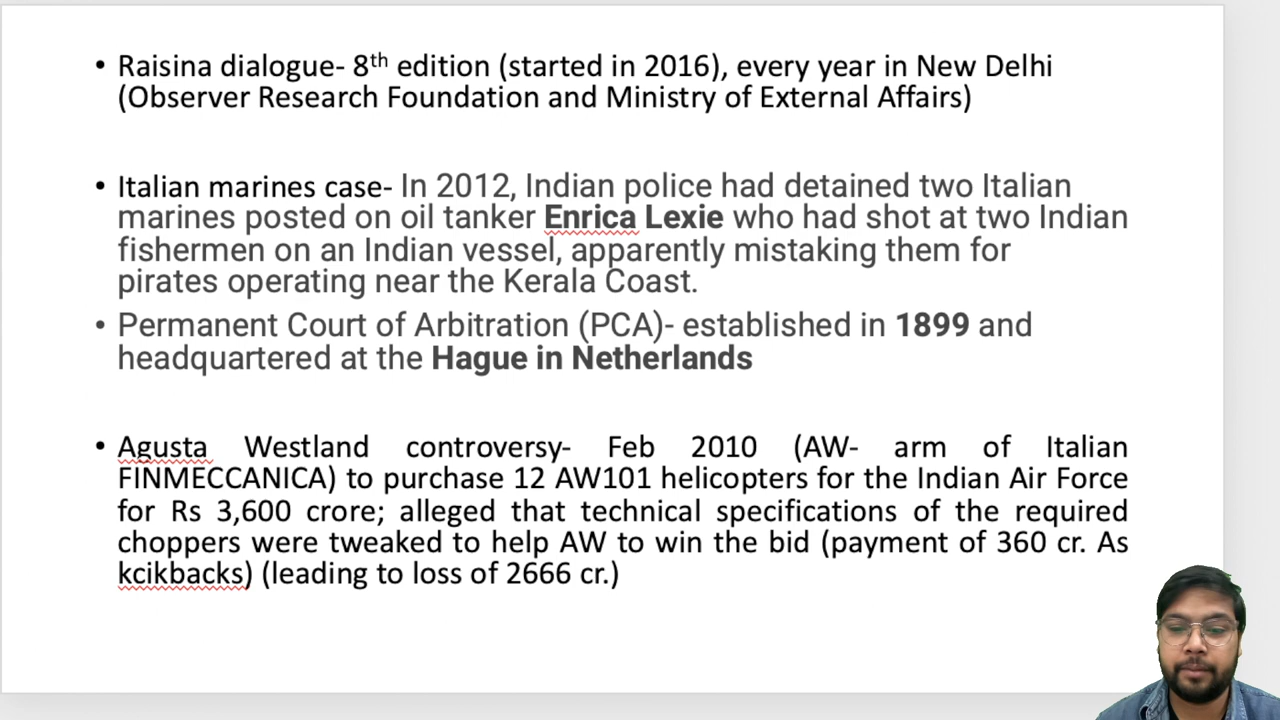 • Raisina dialogue- 8th edition (started in 2016), every year in New Delhi
(Observer Research Foundation and Ministry of External Affairs)
• Italian marines case- In 2012, Indian police had detained two Italian
marines posted on oil tanker Enrica Lexie who had shot at two Indian
fishermen on an Indian vessel, apparently mistaking them for
pirates operating near the Kerala Coast.
• Permanent Court of Arbitration (PCA)- established in 1899 and
headquartered at the Hague in Netherlands
• Agusta Westland controversy- Feb 2010 (AW- arm of Italian
FINMECCANICA) to purchase 12 AW101 helicopters for the Indian Air Force
for Rs 3,600 crore; alleged that technical specifications of the required
choppers were tweaked to help AW to win the bid (payment of 360 cr. As
kcikbacks) (leading to loss of 2666 cr.)